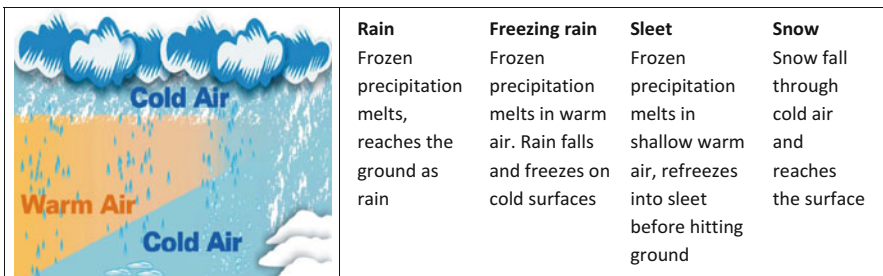 Cold Air
Warm Air
Cold Air
Rain
Frozen
precipitation
melts,
reaches the
ground as
rain
Freezing rain
Frozen
precipitation
melts in warm
air. Rain falls
and freezes on
cold surfaces
Sleet
Frozen
precipitation
melts in
shallow warm
air, refreezes
into sleet
before hitting
ground
Snow
Snow fall
through
cold air
and
reaches
the surface